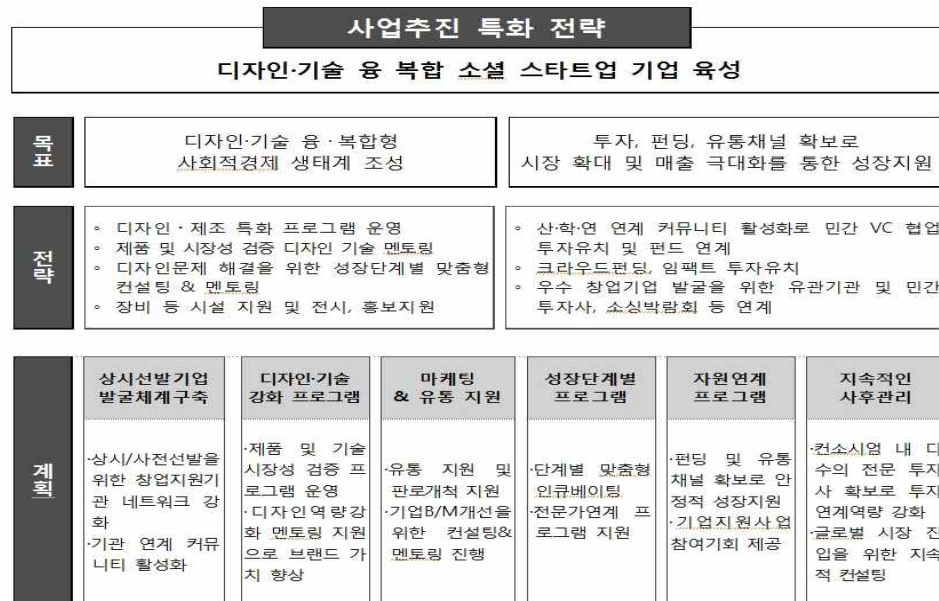 사업추진 특화 전략
디자인·기술 융 복합 소셜 스타트업 기업 육성
목표
디자인·기술 융·복합형
사회적경제 생태계 조성
투자, 펀딩, 유통채널 확보로
시장 확대 및 매출 극대화를 통한 성장지원
전략
◦ 디자인·제조 특화 프로그램 운영
◦ 제품 및 시장성 검증 디자인 기술 멘토링
◦ 디자인문제 해결을 위한 성장단계별 맞춤형
컨설팅 & 멘토링
◦ 장비 등 시설 지원 및 전시, 홍보지원
◦ 산·학·연 연계 커뮤니티 활성화로 민간 VC 협업
투자유치 및 펀드 연계
◦ 크라우드펀딩, 임팩트 투자유치
◦ 우수 창업기업 발굴을 위한 유관기관 및 민간
투자사, 소싱박람회 등 연계
계획
상시선발기업
발굴체계구축
·상시/사전선발을
위한 창업지원기
관 네트워크 강
화
·기관 연계 커뮤
니티 활성화
디자인·기술
강화 프로그램
·제품 및 기술
시장성 검증 프
로그램 운영
·디자인역량강
화 멘토링 지원
으로 브랜드 가
치 향상
마케팅
& 유통 지원
·유통 지원 및
판로개척 지원
·기업B/M개선을
위한 컨설팅&
멘토링 진행
성장단계별
프로그램
·단계별 맞춤형
인큐베이팅
·전문가연계 프
로그램 지원
자원연계
프로그램
·펀딩 및 유통
채널 확보로 안
정적 성장지원
·기업지원사업
참여기회 제공
지속적인
사후관리
·컨소시엄 내 다
수의 전문 투자
사 확보로 투자
연계역량 강화
·글로벌 시장 진
입을 위한 지속
적 컨설팅